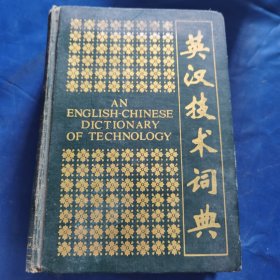 AN
ENGLISH-CHINESE
DICTIONARY
OF TECHNOLOGY
英汉技术词典